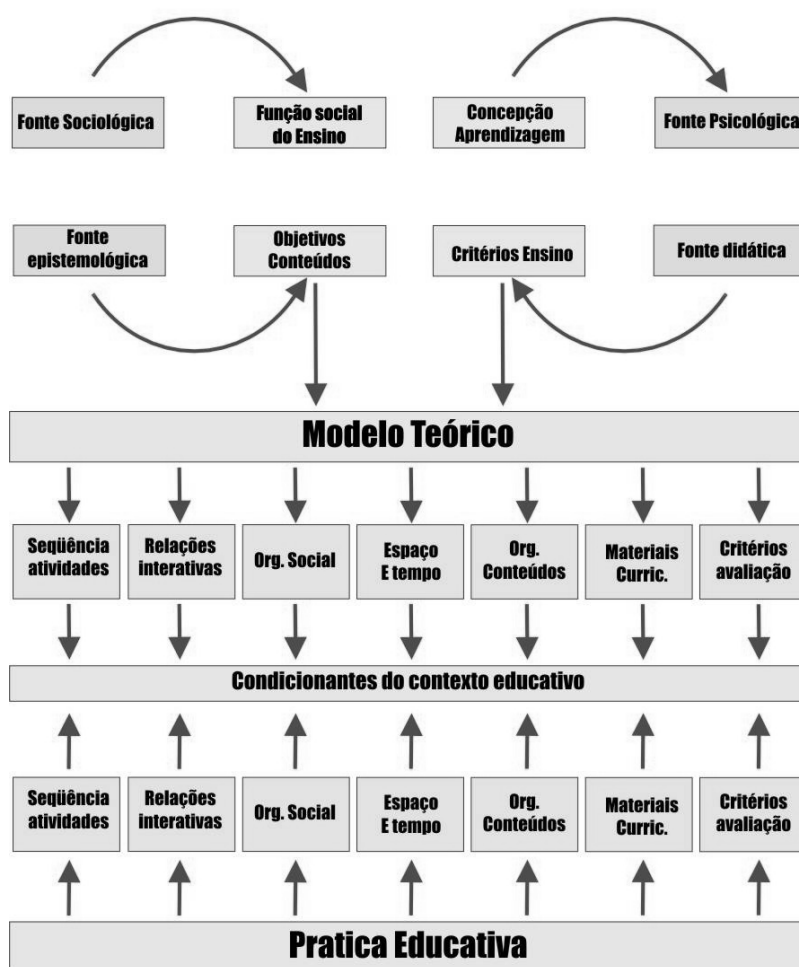 Fonte Sociológica
Função social
do Ensino
Concepção
Aprendizagem
Fonte Psicológica
Fonte
epistemológica
Objetivos
Conteúdos
Critérios Ensino
Fonte didática
Modelo Teórico
Seqüência
atividades
Relações
interativas
Org. Social
Espaço
E tempo
Org.
Conteúdos
Materiais
Curric.
Critérios
avaliação
Condicionantes do contexto educativo
Seqüência
atividades
Relações
interativas
Org. Social
Espaço
E tempo
Org.
Conteúdos
Materiais
Curric.
Critérios
avaliação
Pratica Educativa